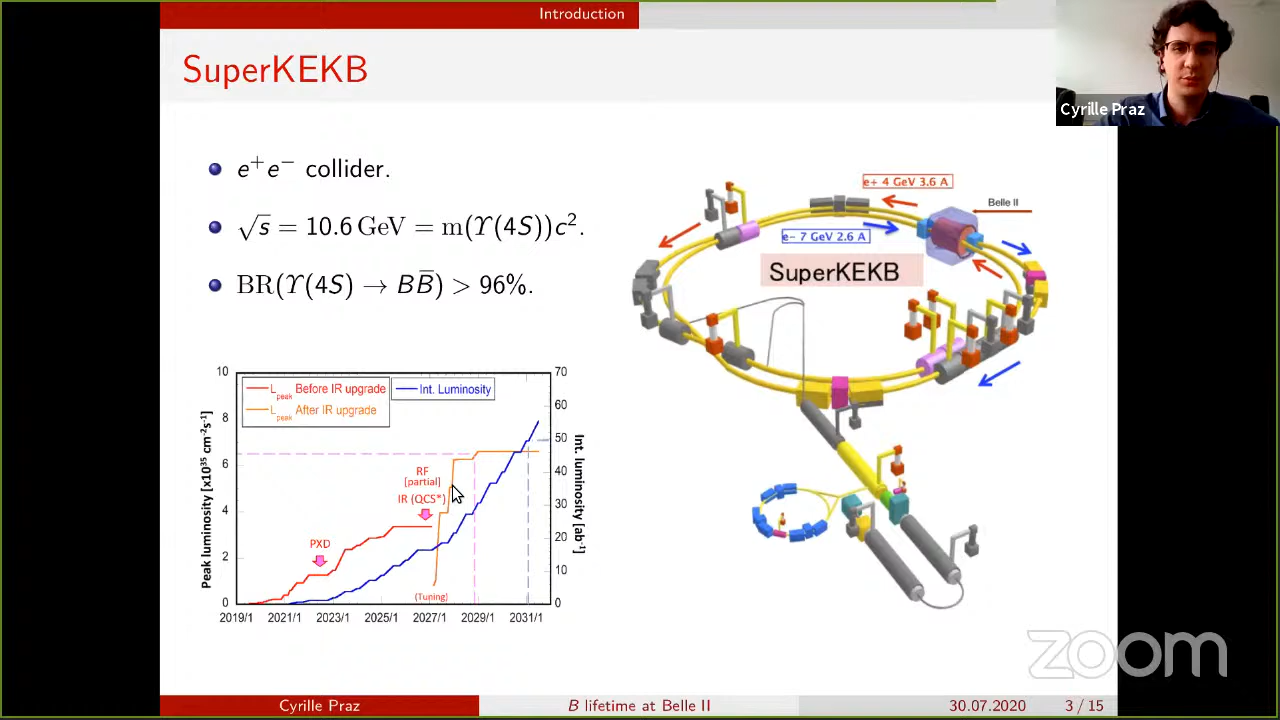 Introduction
SuperKEKB
Cyrille Praz
e⁺e⁻ collider.
√s = 10.6 GeV = m(ϒ(4S))c².
BR(ϒ(4S) → BB̅) > 96%.
e+ 4 GeV 3.6 A
Belle II
e− 7 GeV 2.6 A
SuperKEKB
10
8
6
4
2
0
Peak luminosity [x10³⁵ cm⁻²s⁻¹]
L peak Before IR upgrade
L peak After IR upgrade
Int. Luminosity
RF
[partial]
IR (QCS*)
PXD
(Tuning)
70
60
50
40
30
20
10
0
Int. luminosity [ab⁻¹]
2019/1 2021/1 2023/1 2025/1 2027/1 2029/1 2031/1
zoom
Cyrille Praz B lifetime at Belle II 30.07.2020 3 / 15